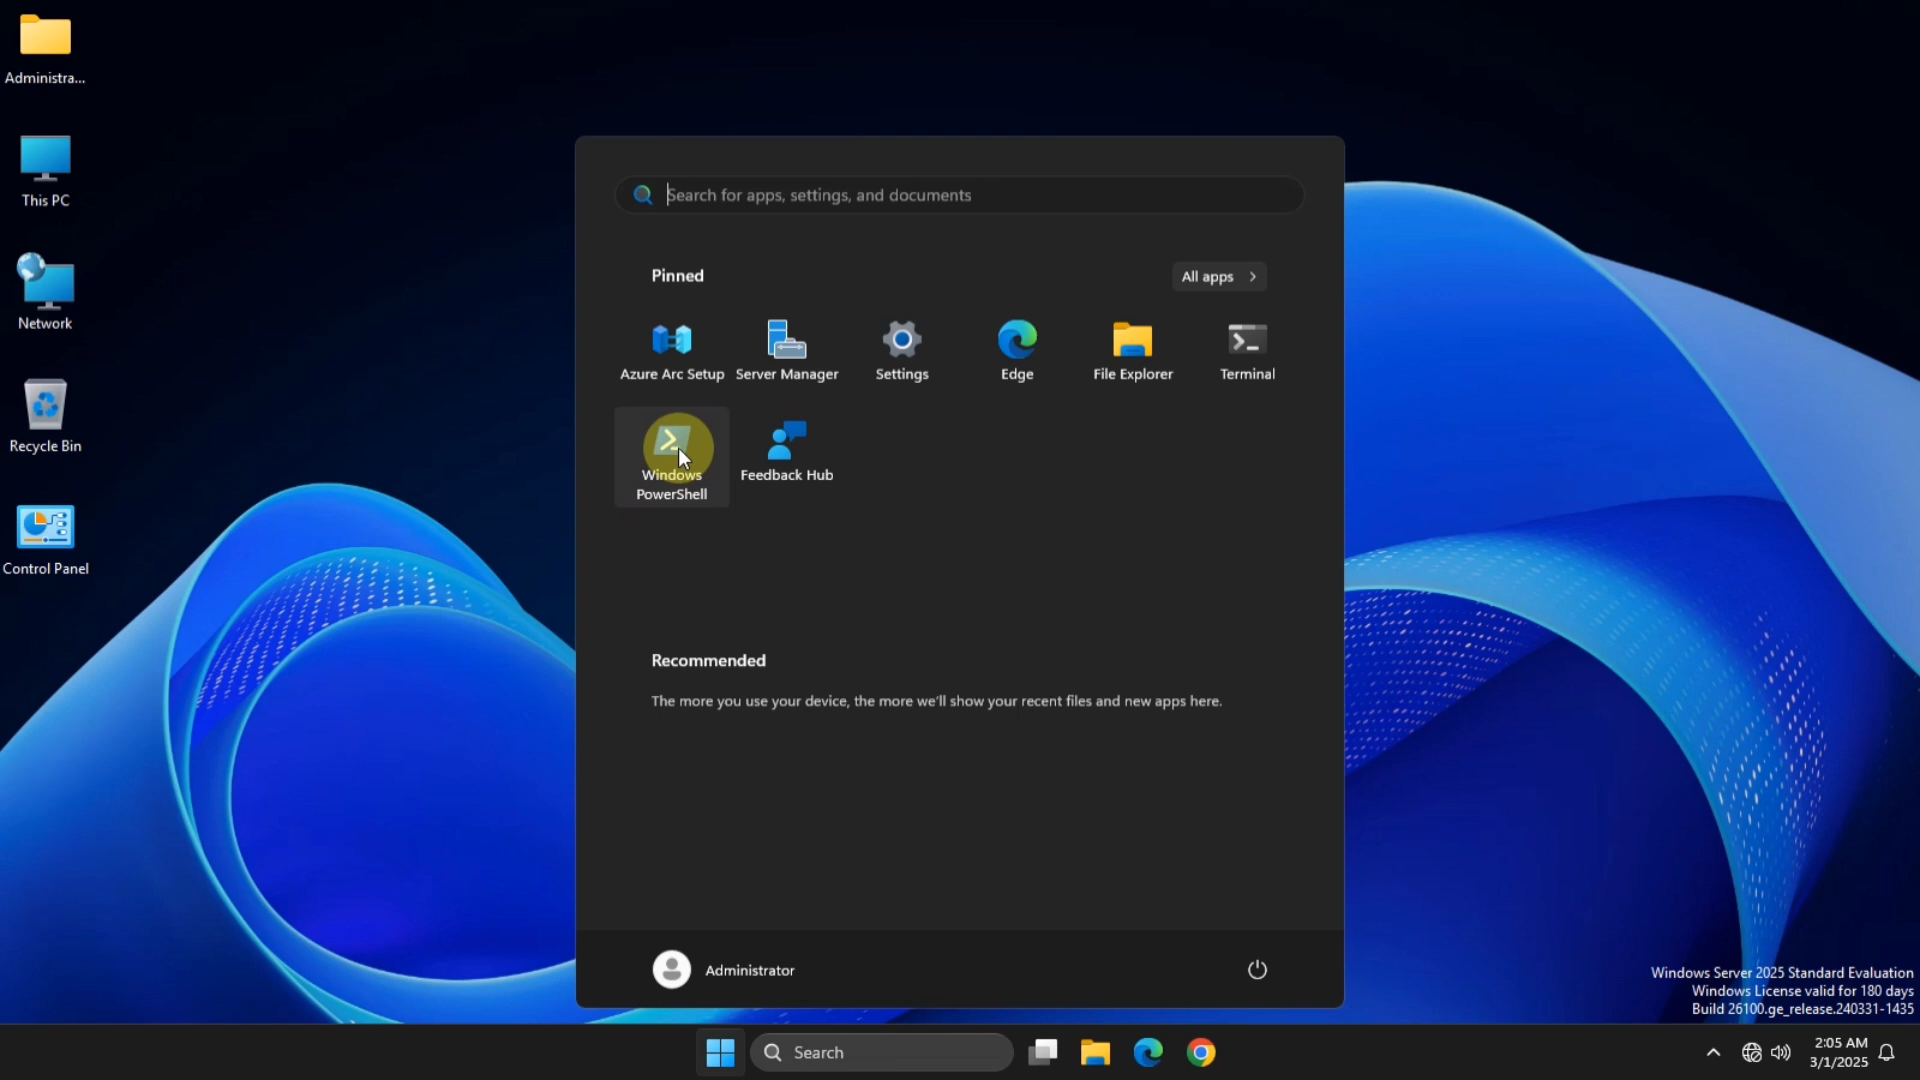 Administra...
This PC
Network
Recycle Bin
Control Panel
Search for apps, settings, and documents
Pinned
All apps
Azure Arc Setup
Server Manager
Settings
Edge
File Explorer
Terminal
Windows
PowerShell
Feedback Hub
Recommended
The more you use your device, the more we'll show your recent files and new apps here.
Administrator
Windows Server 2025 Standard Evaluation
Windows License valid for 180 days
Build 26100.ge_release.240331-1435
Search
2:05 AM
3/1/2025